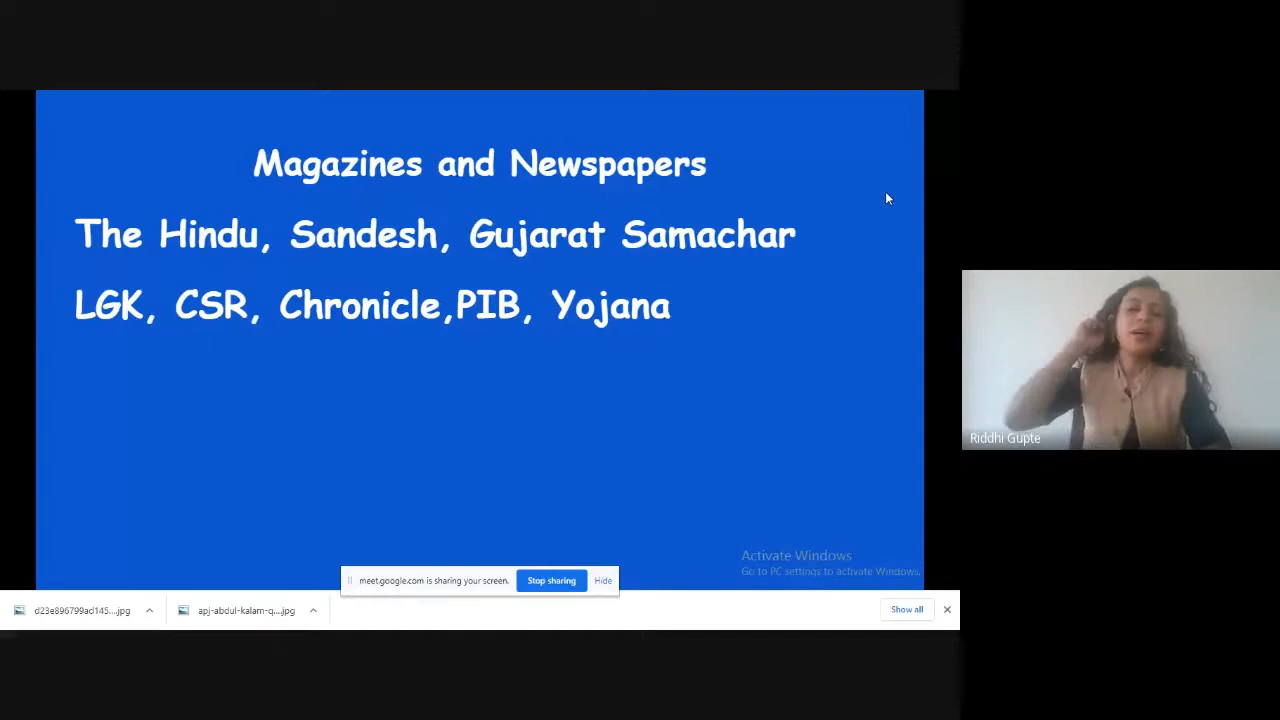 Magazines and Newspapers
The Hindu, Sandesh, Gujarat Samachar
LGK, CSR, Chronicle,PIB, Yojana
Riddhi Gupte
Activate Windows
Go to PC settings to activate Windows.
meet.google.com is sharing your screen. Stop sharing Hide
d23e896799ad145....jpg apj-abdul-kalam-q....jpg Show all